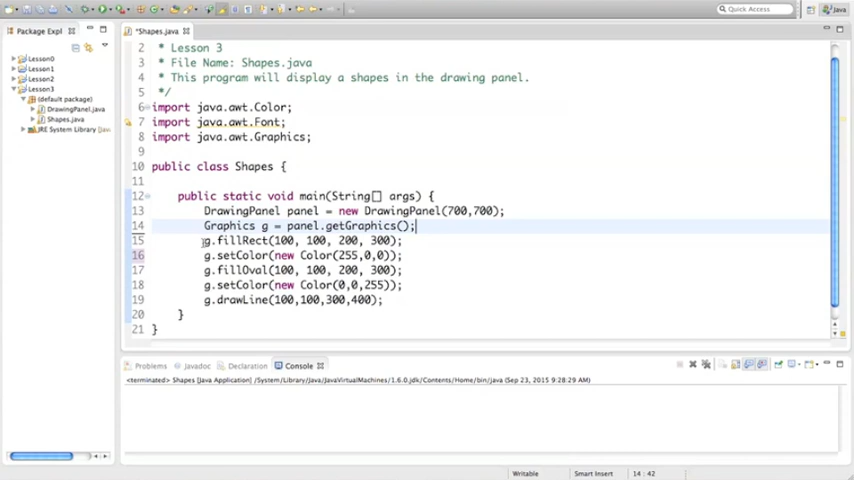 Quick Access
Java
Package Expl
*Shapes.java
Lesson0
Lesson1
Lesson2
Lesson3
(default package)
DrawingPanel.java
Shapes.java
JRE System Library [Jav
2 * Lesson 3
3 * File Name: Shapes.java
4 * This program will display a shapes in the drawing panel.
5 */
6 import java.awt.Color;
7 import java.awt.Font;
8 import java.awt.Graphics;
9
10 public class Shapes {
11
12 public static void main(String[] args) {
13 DrawingPanel panel = new DrawingPanel(700,700);
14 Graphics g = panel.getGraphics();
15 g.fillRect(100, 100, 200, 300);
16 g.setColor(new Color(255,0,0));
17 g.fillOval(100, 100, 200, 300);
18 g.setColor(new Color(0,0,255));
19 g.drawLine(100,100,300,400);
20 }
21 }
Problems Javadoc Declaration Console
<terminated> Shapes [Java Application] /System/Library/Java/JavaVirtualMachines/1.6.0.jdk/Contents/Home/bin/java (Sep 23, 2015 9:28:29 AM)
Writable Smart Insert 14 : 42